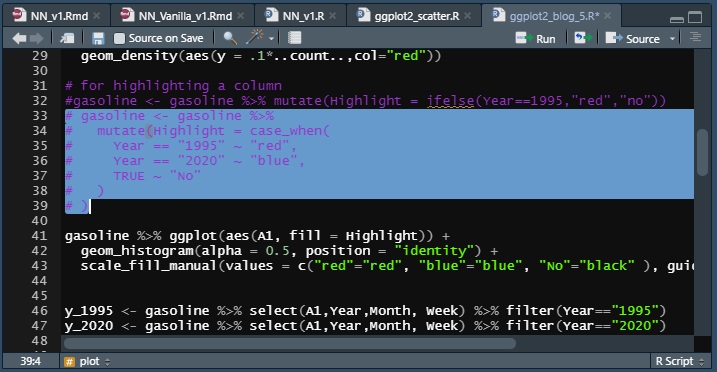 NN_v1.Rmd NN_Vanilla_v1.Rmd NN_v1.R ggplot2_scatter.R ggplot2_blog_5.R*
Source on Save Run Source
29 geom_density(aes(y = .1*..count..,col="red"))
30
31 # for highlighting a column
32 #gasoline <- gasoline %>% mutate(Highlight = ifelse(Year==1995,"red","no"))
33 # gasoline <- gasoline %>%
34 #   mutate(Highlight = case_when(
35 #     Year == "1995" ~ "red",
36 #     Year == "2020" ~ "blue",
37 #     TRUE ~ "No"
38 #   )
39 # )
40
41 gasoline %>% ggplot(aes(A1, fill = Highlight)) +
42   geom_histogram(alpha = 0.5, position = "identity") +
43   scale_fill_manual(values = c("red"="red", "blue"="blue", "No"="black" ), guid
44
45
46 y_1995 <- gasoline %>% select(A1,Year,Month, Week) %>% filter(Year=="1995")
47 y_2020 <- gasoline %>% select(A1,Year,Month, Week) %>% filter(Year=="2020")
48
39:4 # plot R Script